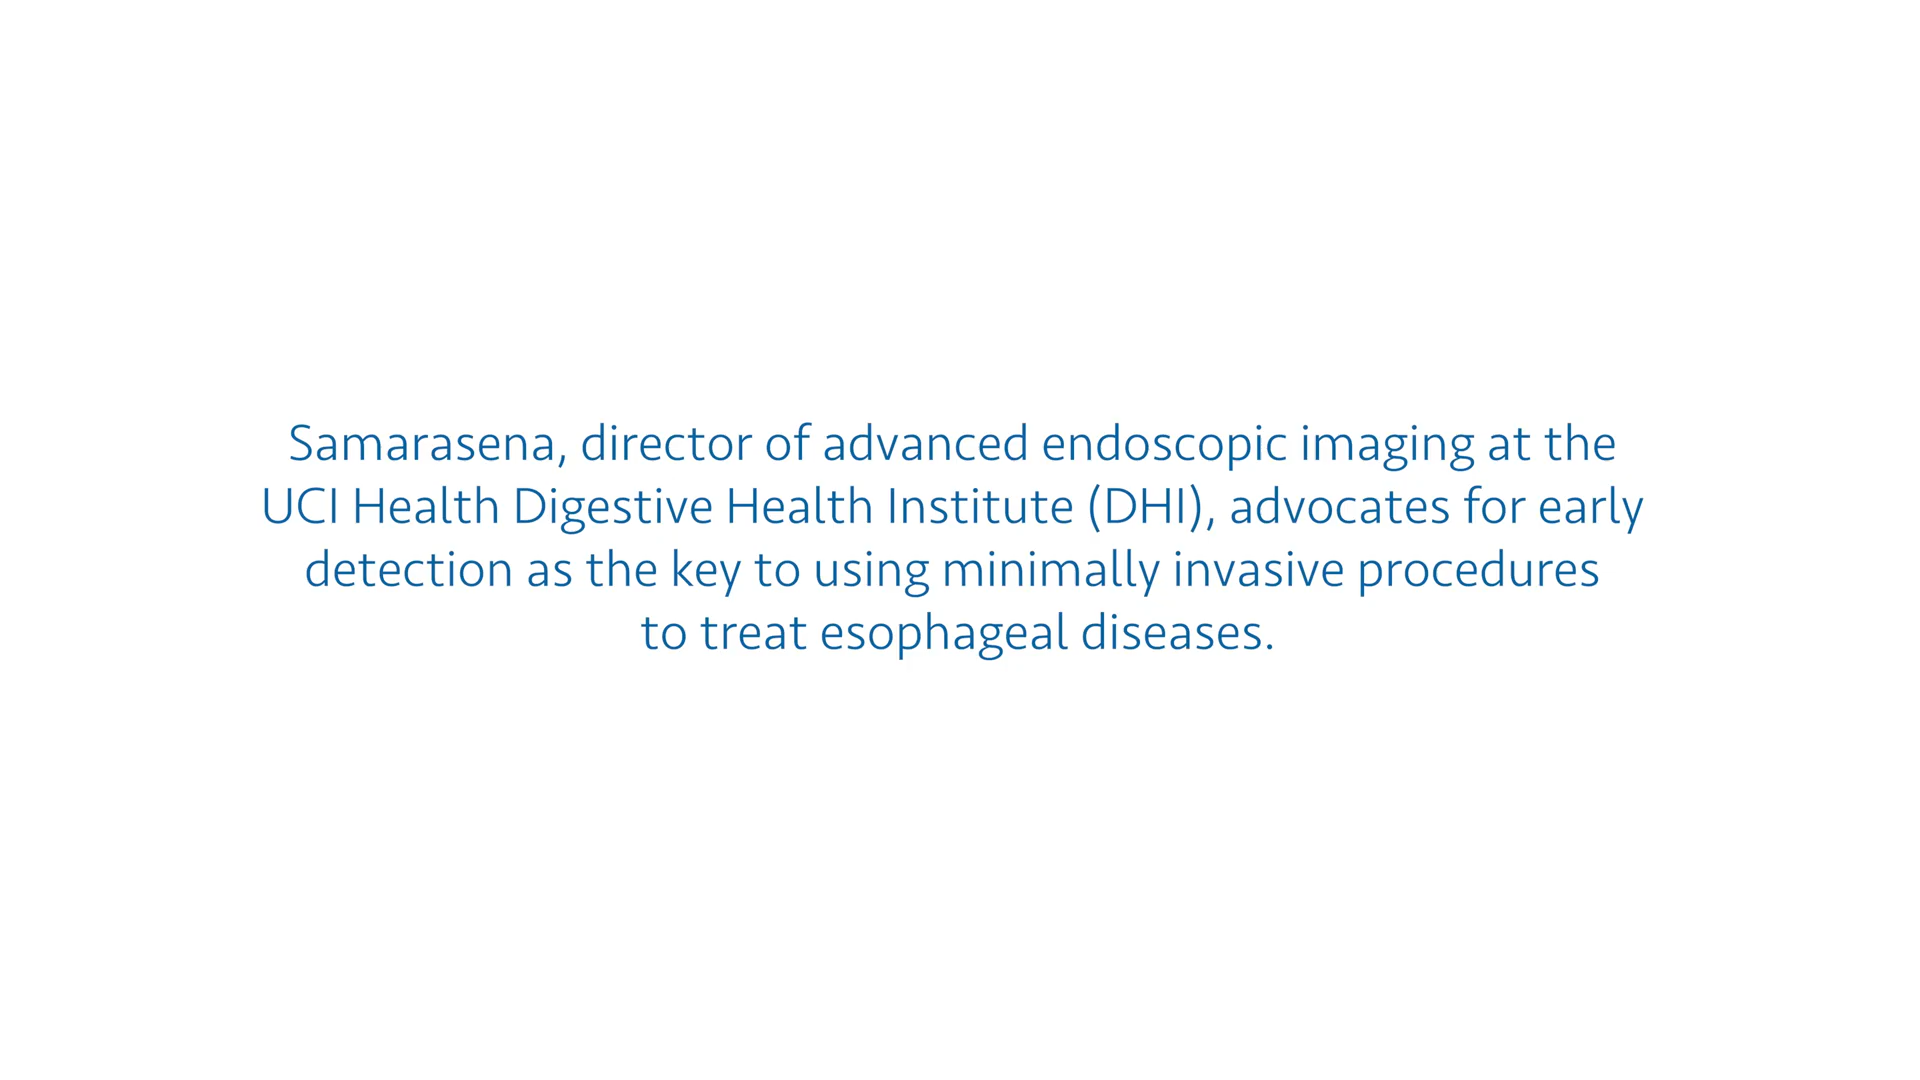 Samarasena, director of advanced endoscopic imaging at the
UCI Health Digestive Health Institute (DHI), advocates for early
detection as the key to using minimally invasive procedures
to treat esophageal diseases.